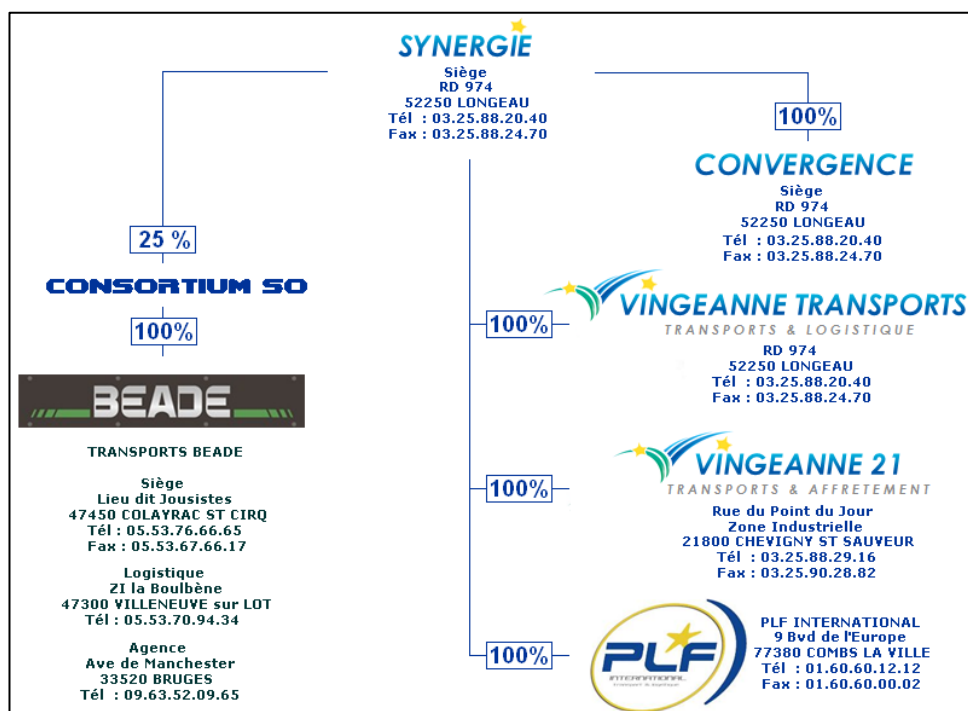 SYNERGIE
Siège
RD 974
52250 LONGEAU
Tél : 03.25.88.20.40
Fax : 03.25.88.24.70
100%
CONVERGENCE
Siège
RD 974
52250 LONGEAU
Tél : 03.25.88.20.40
Fax : 03.25.88.24.70
25 %
CONSORTIUM SO
100%
BEADE
TRANSPORTS BEADE
Siège
Lieu dit Jousistes
47450 COLAYRAC ST CIRQ
Tél : 05.53.76.66.65
Fax : 05.53.67.66.17
Logistique
ZI la Boulbène
47300 VILLENEUVE sur LOT
Tél : 05.53.70.94.34
Agence
Ave de Manchester
33520 BRUGES
Tél : 09.63.52.09.65
100%
VINGEANNE TRANSPORTS
TRANSPORTS & LOGISTIQUE
RD 974
52250 LONGEAU
Tél : 03.25.88.20.40
Fax : 03.25.88.24.70
100%
VINGEANNE 21
TRANSPORTS & AFFRETEMENT
Rue du Point du Jour
Zone Industrielle
21800 CHEVIGNY ST SAUVEUR
Tél : 03.25.88.29.16
Fax : 03.25.90.28.82
100%
PLF
INTERNATIONAL
transport & logistique
PLF INTERNATIONAL
9 Bvd de l'Europe
77380 COMBS LA VILLE
Tél : 01.60.60.12.12
Fax : 01.60.60.00.02